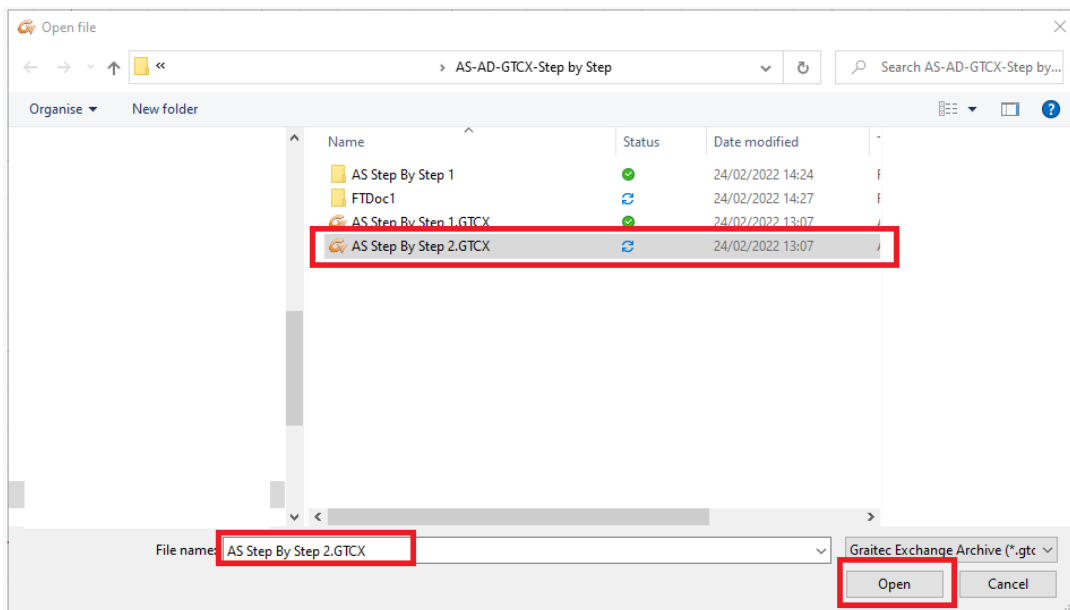 Open file
« > AS-AD-GTCX-Step by Step Search AS-AD-GTCX-Step by...
Organise New folder ?
Name Status Date modified
AS Step By Step 1 24/02/2022 14:24
FTDoc1 24/02/2022 14:27
AS Step By Step 1.GTCX 24/02/2022 13:07
AS Step By Step 2.GTCX 24/02/2022 13:07
File name: AS Step By Step 2.GTCX Graitec Exchange Archive (*.gtc
Open Cancel